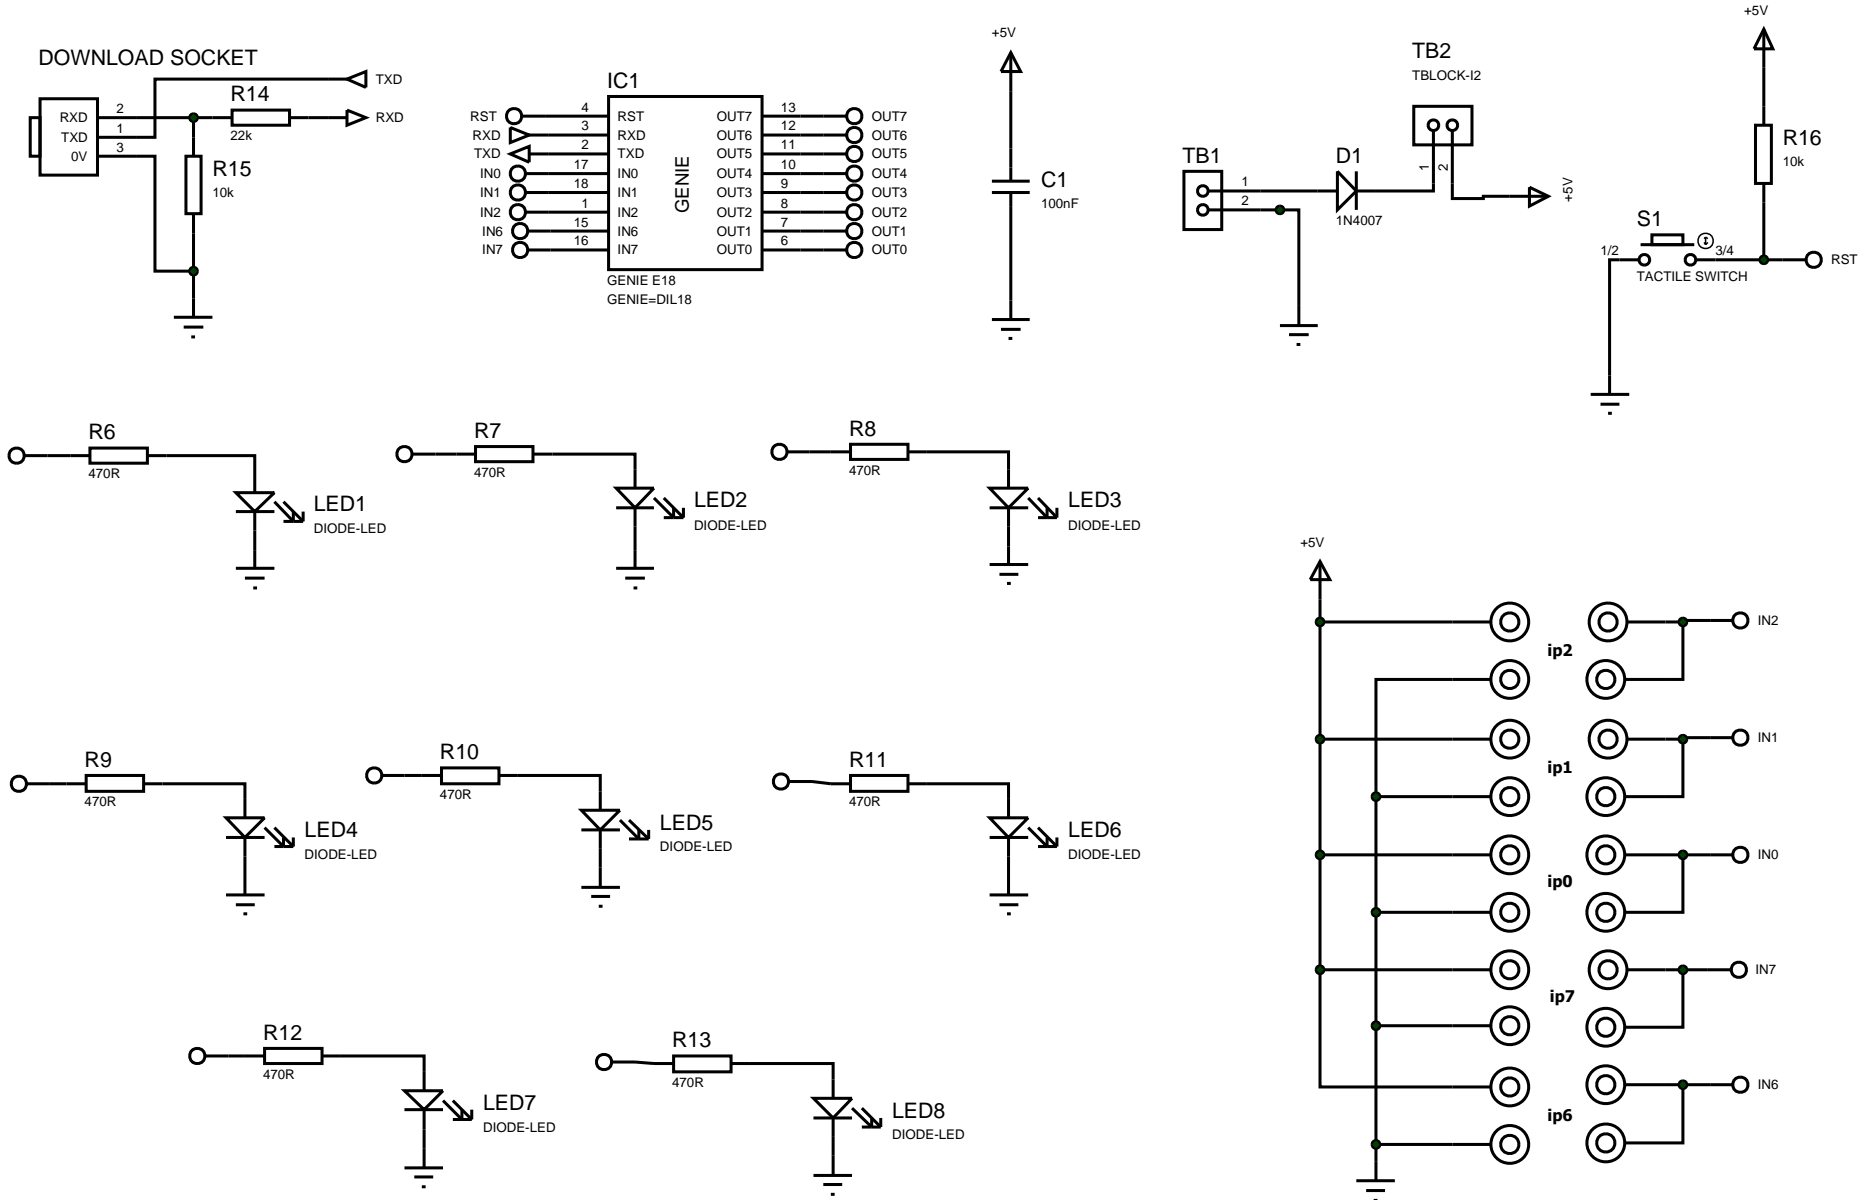 DOWNLOAD SOCKET
RXD
TXD
0V
2
1
3
R14
22k
TXD
RXD
R15
10k
IC1
RST 4 RST OUT7 13 OUT7
RXD 3 RXD OUT6 12 OUT6
TXD 2 TXD OUT5 11 OUT5
IN0 17 IN0 OUT4 10 OUT4
IN1 18 IN1 OUT3 9 OUT3
IN2 1 IN2 OUT2 8 OUT2
IN6 15 IN6 OUT1 7 OUT1
IN7 16 IN7 OUT0 6 OUT0
GENIE
GENIE E18
GENIE=DIL18
+5V
C1
100nF
TB1
1
2
D1
1N4007
TB2
TBLOCK-I2
1
2
+5V
+5V
R16
10k
S1
1/2
3/4
TACTILE SWITCH
RST
R6
470R
LED1
DIODE-LED
R7
470R
LED2
DIODE-LED
R8
470R
LED3
DIODE-LED
R9
470R
LED4
DIODE-LED
R10
470R
LED5
DIODE-LED
R11
470R
LED6
DIODE-LED
R12
470R
LED7
DIODE-LED
R13
470R
LED8
DIODE-LED
+5V
ip2
IN2
ip1
IN1
ip0
IN0
ip7
IN7
ip6
IN6